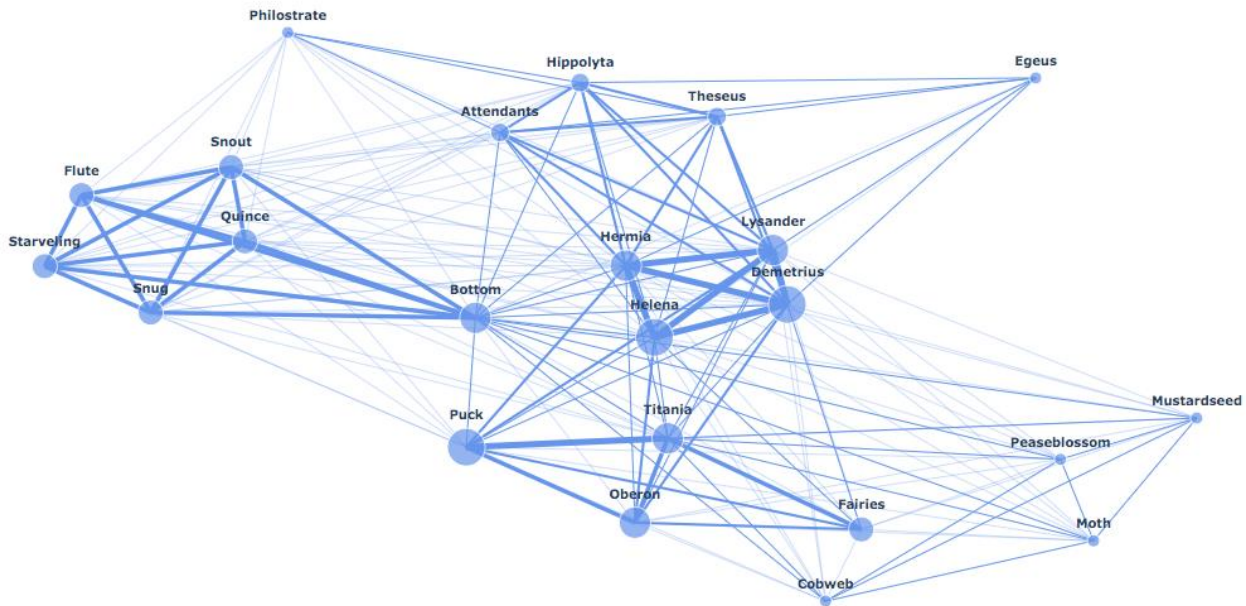 Philostrate
Hippolyta
Egeus
Theseus
Attendants
Snout
Flute
Quince
Lysander
Hermia
Starveling
Demetrius
Snug
Bottom
Helena
Mustardseed
Puck
Titania
Peaseblossom
Oberon
Fairies
Moth
Cobweb